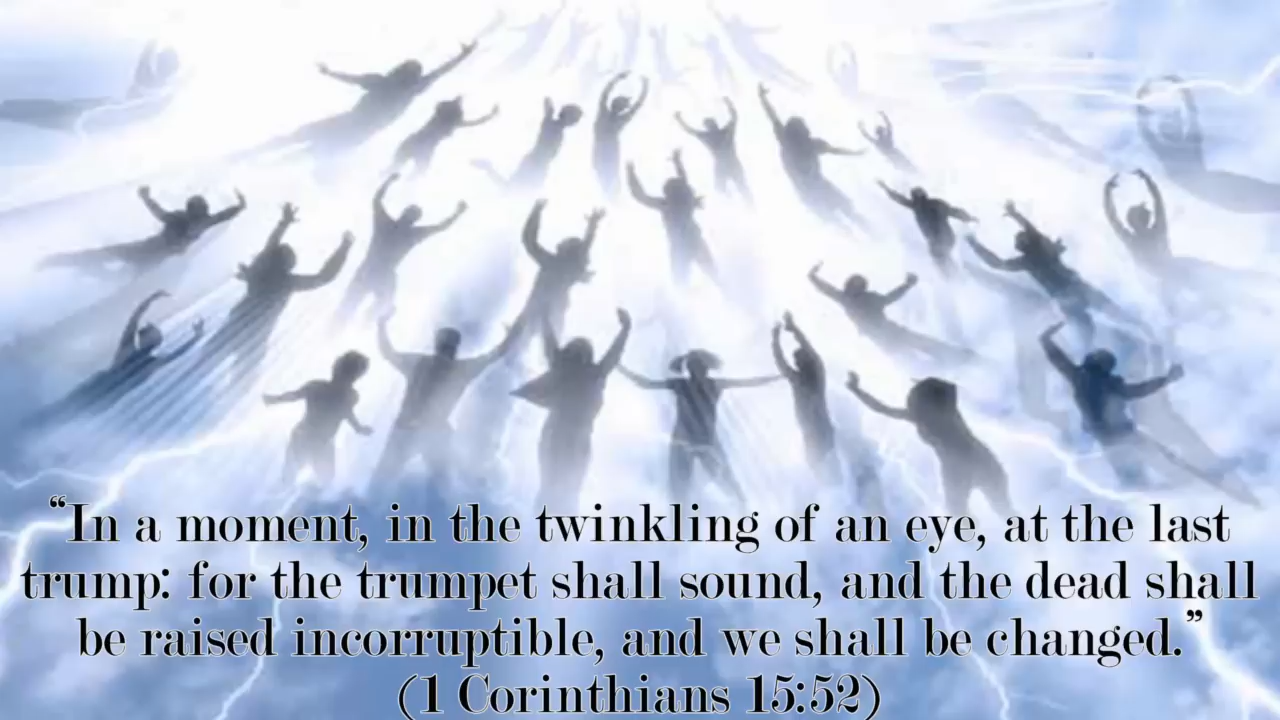 “In a moment, in the twinkling of an eye, at the last
trump: for the trumpet shall sound, and the dead shall
be raised incorruptible, and we shall be changed.”
(1 Corinthians 15:52)